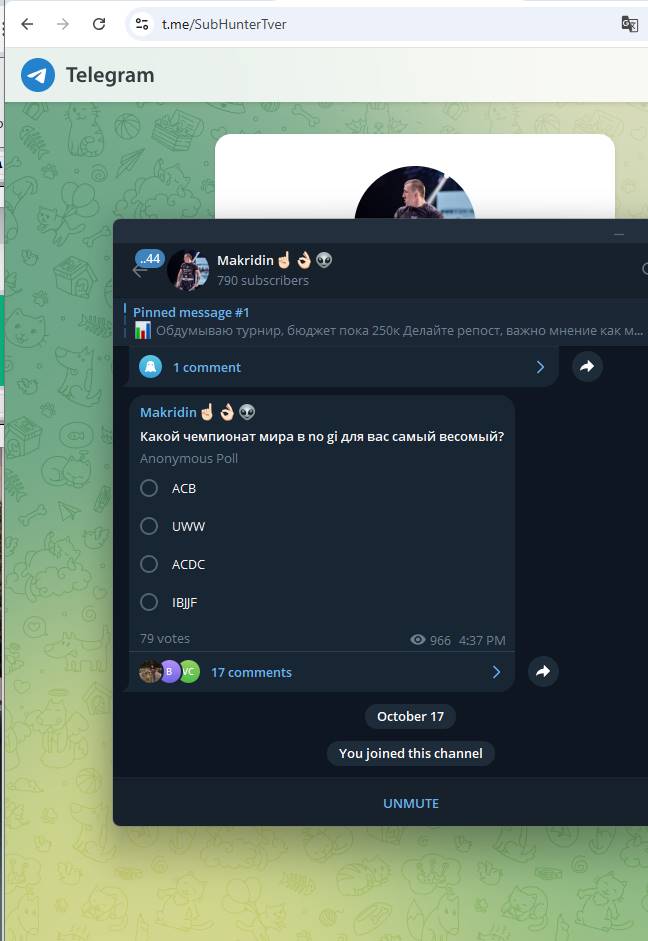 t.me/SubHunterTver
Telegram
..44
Makridin☝🏻👌🏻👽
790 subscribers
Pinned message #1
📊 Обдумываю турнир, бюджет пока 250к Делайте репост, важно мнение как м...
1 comment
Makridin☝🏻👌🏻👽
Какой чемпионат мира в no gi для вас самый весомый?
Anonymous Poll
ACB
UWW
ACDC
IBJJF
79 votes
966 4:37 PM
B
VC
17 comments
October 17
You joined this channel
UNMUTE